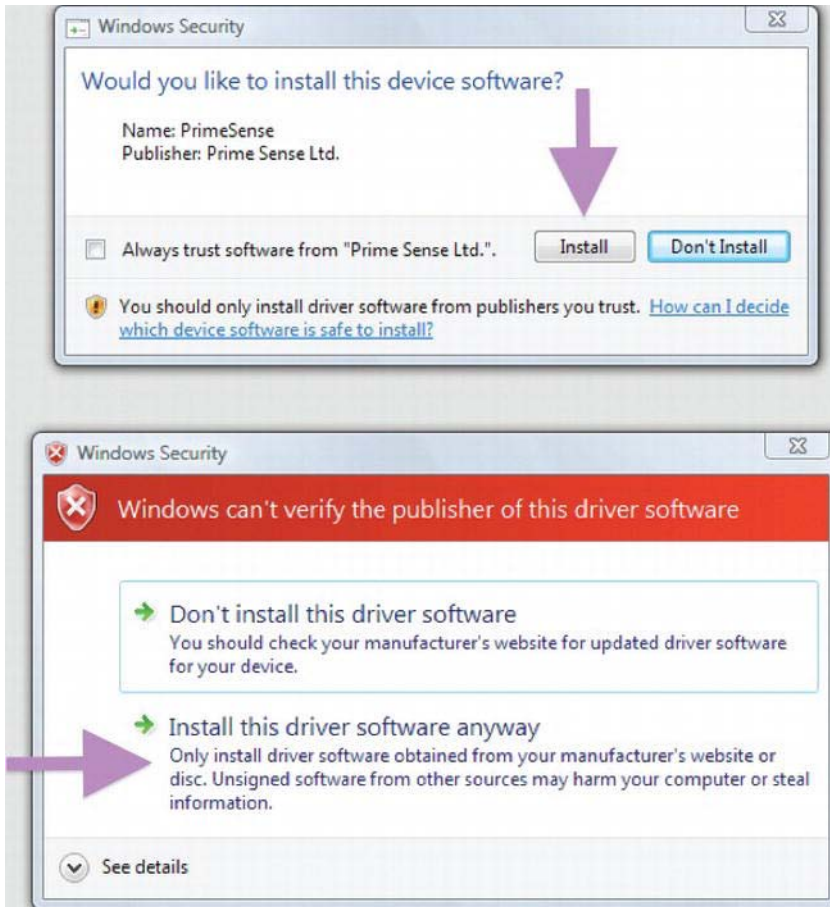 Windows Security
Would you like to install this device software?
Name: PrimeSense
Publisher: Prime Sense Ltd.
Always trust software from "Prime Sense Ltd.".
Install
Don't Install
You should only install driver software from publishers you trust. How can I decide
which device software is safe to install?
Windows Security
Windows can't verify the publisher of this driver software
Don't install this driver software
You should check your manufacturer's website for updated driver software
for your device.
Install this driver software anyway
Only install driver software obtained from your manufacturer's website or
disc. Unsigned software from other sources may harm your computer or steal
information.
See details